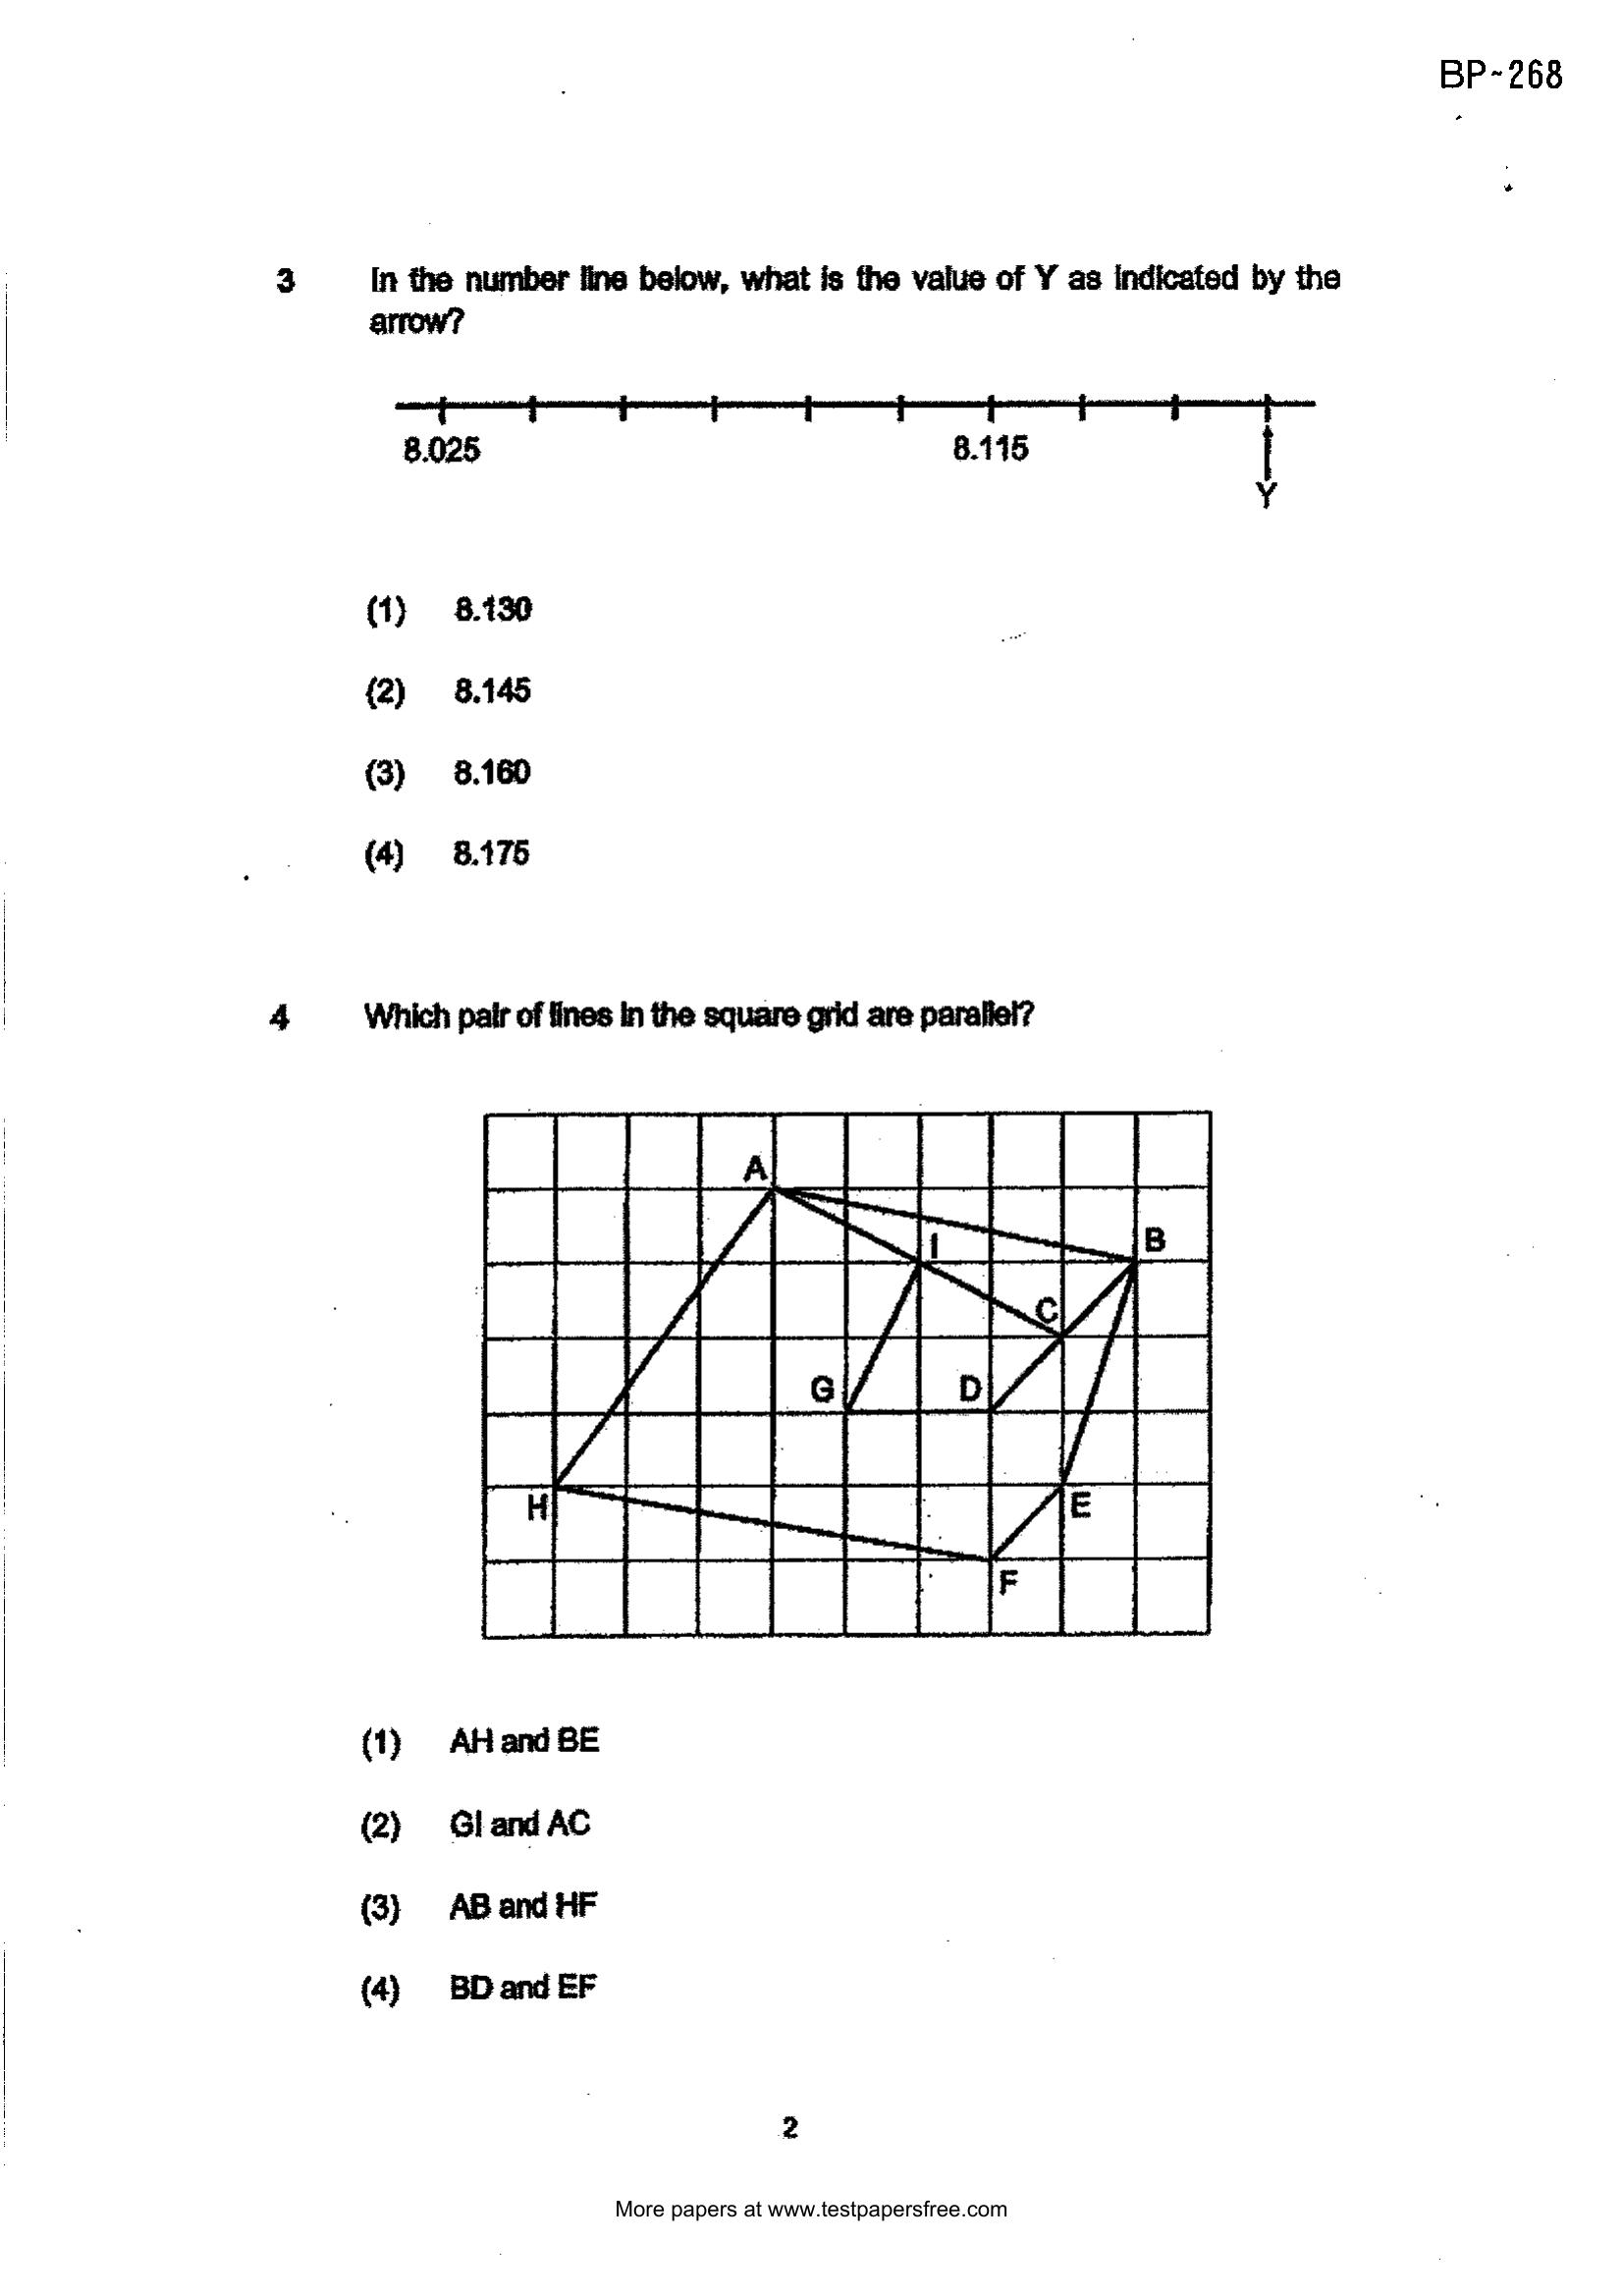 BP-268
3 In the number line below, what is the value of Y as indicated by the
arrow?
8.025 8.115
Y
(1) 8.130
(2) 8.145
(3) 8.160
(4) 8.175
4 Which pair of lines in the square grid are parallel?
A
I B
C
G D
H E
F
(1) AH and BE
(2) GI and AC
(3) AB and HF
(4) BD and EF
2
More papers at www.testpapersfree.com